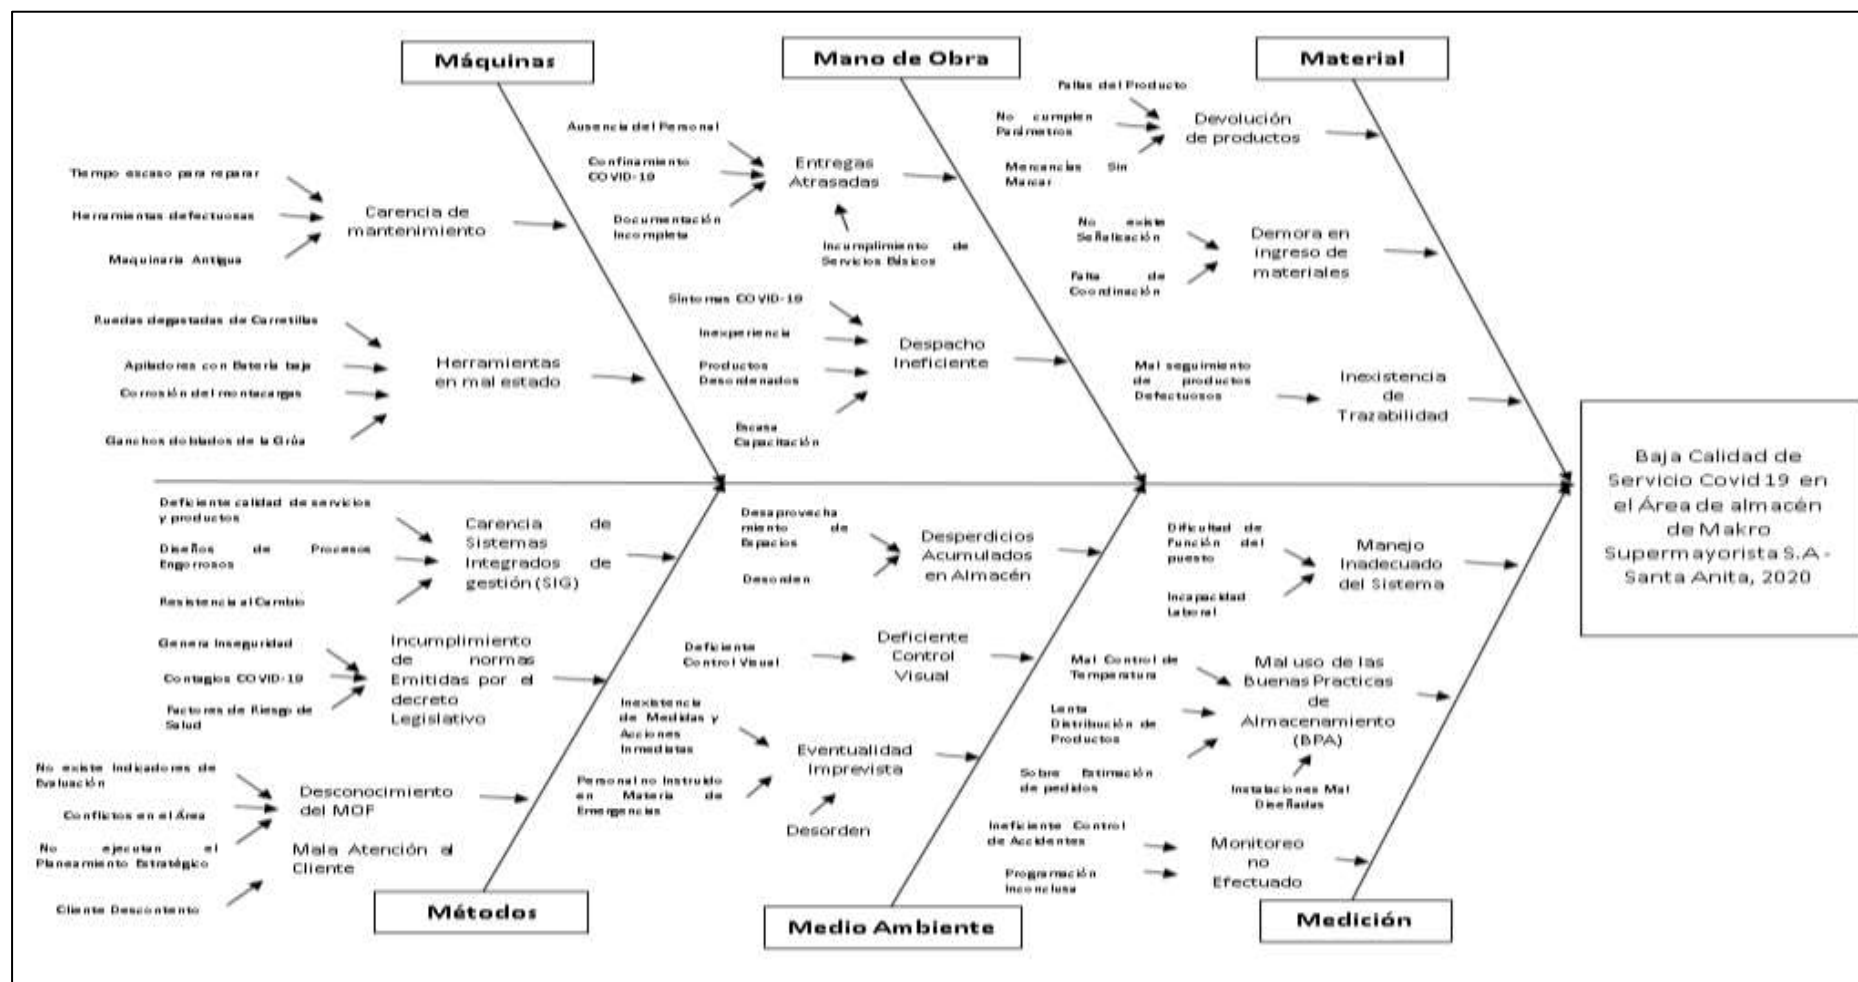 Máquinas
Mano de Obra
Material
Tiempo escaso para reparar
Herramientas defectuosas
Maquinaria Antigua
Carencia de
mantenimiento
Ruedas degastadas de Carretillas
Apiladores con Batería baja
Corrosión del montacargas
Ganchos doblados de la Grúa
Herramientas
en mal estado
Ausencia del Personal
Confinamiento
COVID-19
Documentación
Incompleta
Entregas
Atrasadas
Incumplimiento de
Servicios Básicos
Síntomas COVID-19
Inexperiencia
Productos
Desordenados
Escasa
Capacitación
Despacho
Ineficiente
Fallas del Producto
No cumplen
Parámetros
Mercancías Sin
Marcar
Devolución
de productos
No existe
Señalización
Falta de
Coordinación
Demora en
ingreso de
materiales
Mal seguimiento
de productos
Defectuosos
Inexistencia
de
Trazabilidad
Baja Calidad de
Servicio Covid 19 en
el Área de almacén
de Makro
Supermayorista S.A -
Santa Anita, 2020
Deficiente calidad de servicios
y productos
Diseños de Procesos
Engorrosos
Resistencia al Cambio
Carencia de
Sistemas
Integrados de
gestión (SIG)
Genera Inseguridad
Contagios COVID-19
Factores de Riesgo de
Salud
Incumplimiento
de normas
Emitidas por el
decreto
Legislativo
No existe Indicadores de
Evaluación
Conflictos en el Área
No ejecutan el
Planeamiento Estratégico
Cliente Descontento
Desconocimiento
del MOF
Mala Atención al
Cliente
Métodos
Desaprovecha
miento de
Espacios
Desorden
Desperdicios
Acumulados
en Almacén
Deficiente
Control Visual
Deficiente
Control
Visual
Inexistencia
de Medidas y
Acciones
Inmediatas
Personal no Instruido
en Materia de
Emergencias
Eventualidad
Imprevista
Desorden
Medio Ambiente
Dificultad de
Función del
puesto
Incapacidad
Laboral
Manejo
Inadecuado
del Sistema
Mal Control de
Temperatura
Lenta
Distribución de
Productos
Sobre Estimación
de pedidos
Mal uso de las
Buenas Practicas
de
Almacenamiento
(BPA)
Instalaciones Mal
Diseñadas
Ineficiente Control
de Accidentes
Programación
Inconclusa
Monitoreo
no
Efectuado
Medición